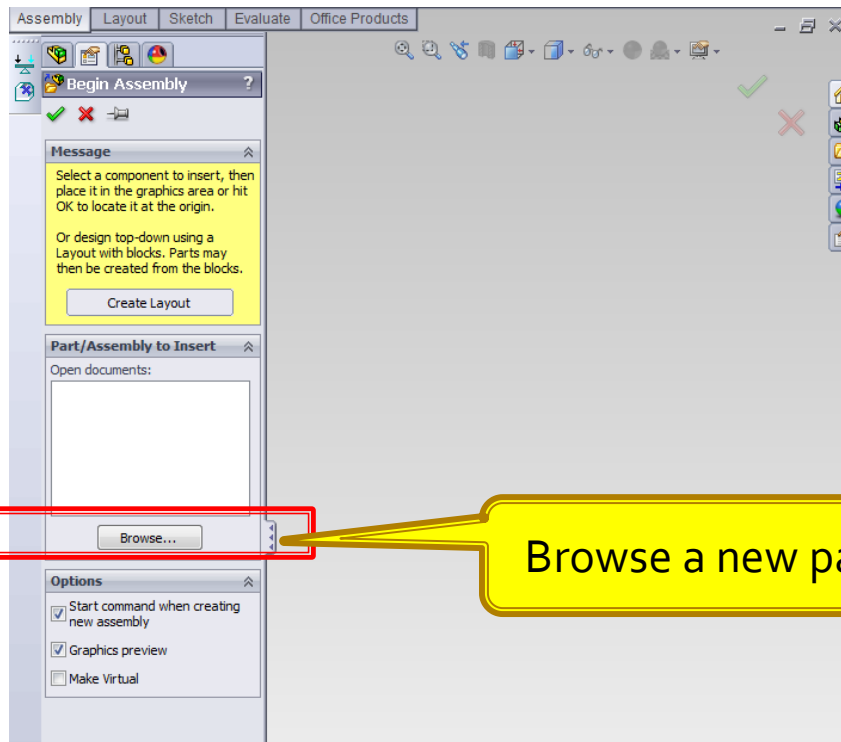 Assembly Layout Sketch Evaluate Office Products
Begin Assembly ?
Message
Select a component to insert, then
place it in the graphics area or hit
OK to locate it at the origin.
Or design top-down using a
Layout with blocks. Parts may
then be created from the blocks.
Create Layout
Part/Assembly to Insert
Open documents:
Browse...
Browse a new pa
Options
Start command when creating
new assembly
Graphics preview
Make Virtual